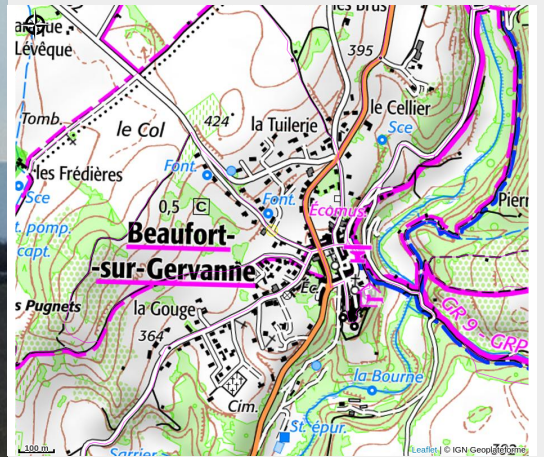 les Brus
Lévêque
395
le Cellier
Sce
Tomb.
le Col
424
la Tuilerie
les Frédières
Font.
Sce
0,5 C
Font.
Écomus.
t. pomp.
capt.
Beaufort-
-sur-Gervanne
Éc.
s Pugnets
la Gouge
364
GR 9 - GRP
la Bourne
Cim.
St. épur.
100 m
Leaflet | © IGN Geoplateforme